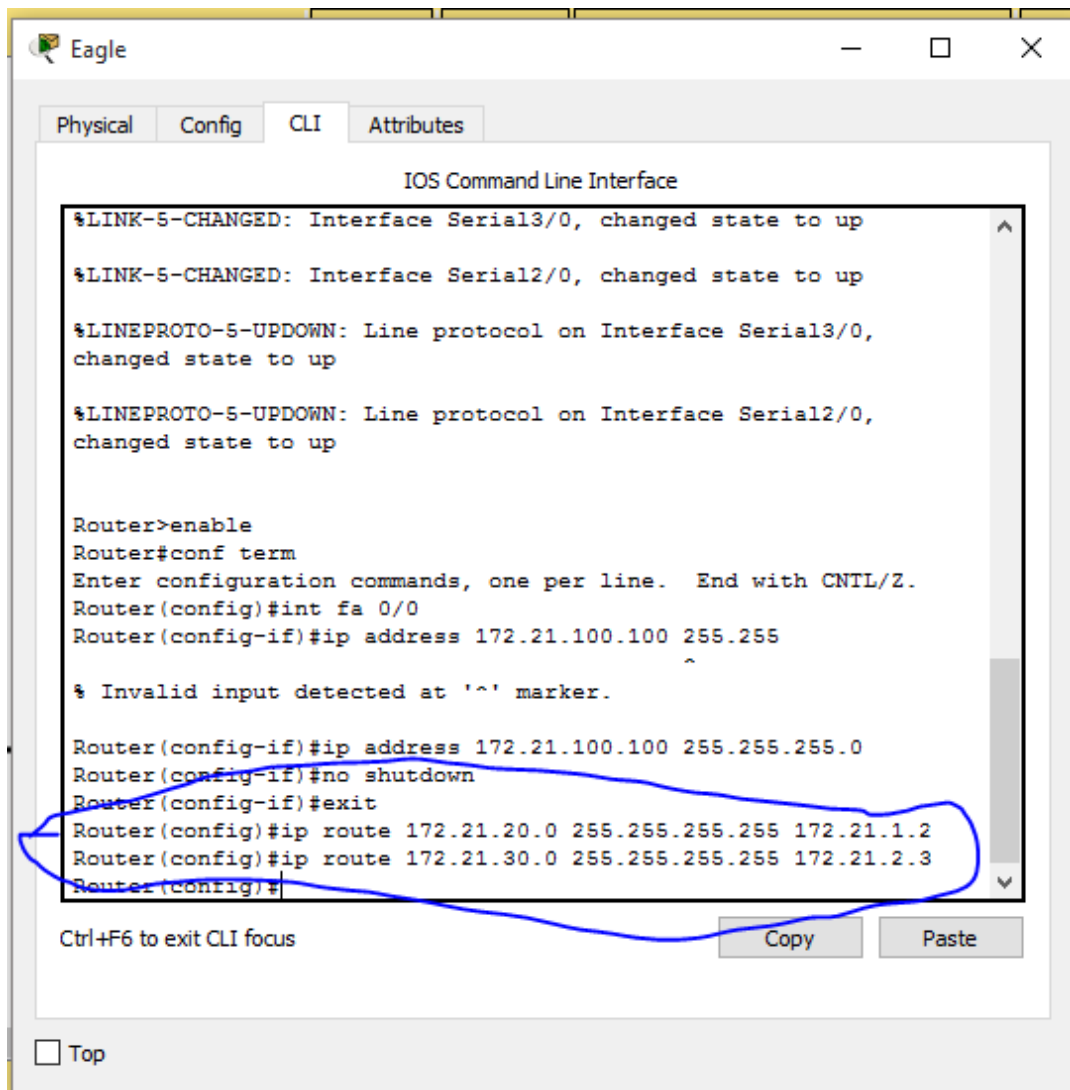 Eagle
Physical Config CLI Attributes
IOS Command Line Interface
%LINK-5-CHANGED: Interface Serial3/0, changed state to up
%LINK-5-CHANGED: Interface Serial2/0, changed state to up
%LINEPROTO-5-UPDOWN: Line protocol on Interface Serial3/0,
changed state to up
%LINEPROTO-5-UPDOWN: Line protocol on Interface Serial2/0,
changed state to up
Router>enable
Router#conf term
Enter configuration commands, one per line.  End with CNTL/Z.
Router(config)#int fa 0/0
Router(config-if)#ip address 172.21.100.100 255.255
^
% Invalid input detected at '^' marker.
Router(config-if)#ip address 172.21.100.100 255.255.255.0
Router(config-if)#no shutdown
Router(config-if)#exit
Router(config)#ip route 172.21.20.0 255.255.255.255 172.21.1.2
Router(config)#ip route 172.21.30.0 255.255.255.255 172.21.2.3
Router(config)#
Ctrl+F6 to exit CLI focus
Copy Paste
Top